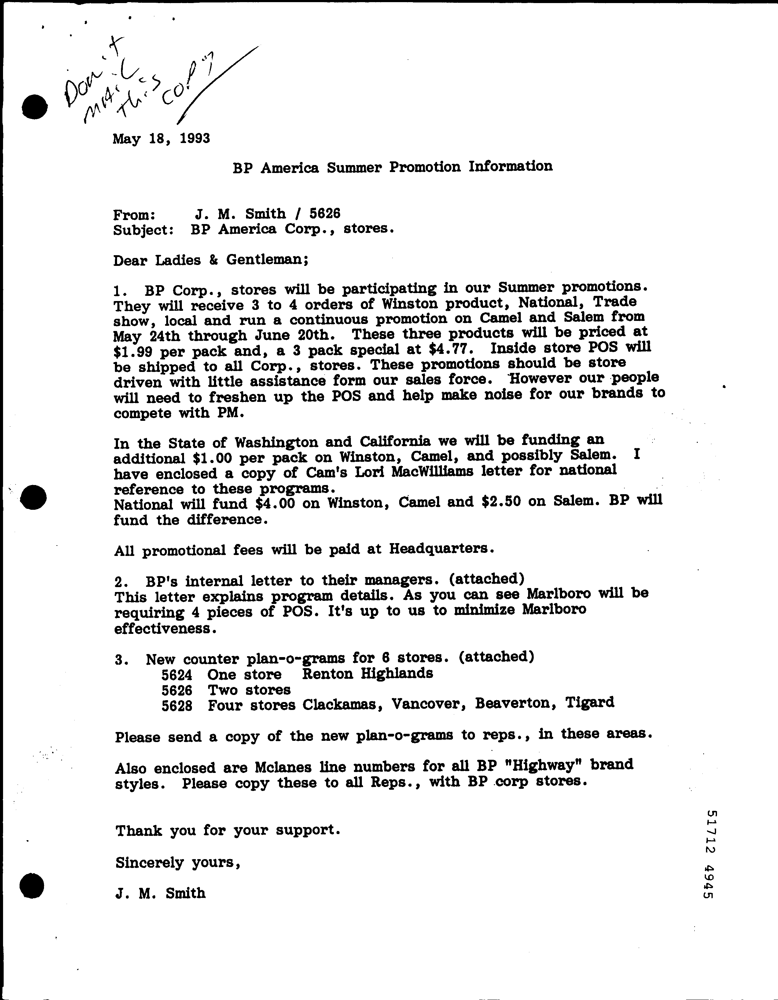 Don't
MAIL
this
COPY
May 18, 1993
BP America Summer Promotion Information
From: J. M. Smith / 5626
Subject: BP America Corp., stores.
Dear Ladies & Gentleman;
1. BP Corp., stores will be participating in our Summer promotions.
They will receive 3 to 4 orders of Winston product, National, Trade
show, local and run a continuous promotion on Camel and Salem from
May 24th through June 20th. These three products will be priced at
$1.99 per pack and, a 3 pack special at $4.77. Inside store POS will
be shipped to all Corp., stores. These promotions should be store
driven with little assistance form our sales force. However our people
will need to freshen up the POS and help make noise for our brands to
compete with PM.
In the State of Washington and California we will be funding an
additional $1.00 per pack on Winston, Camel, and possibly Salem. I
have enclosed a copy of Cam's Lori MacWilliams letter for national
reference to these programs.
National will fund $4.00 on Winston, Camel and $2.50 on Salem. BP will
fund the difference.
All promotional fees will be paid at Headquarters.
2. BP's internal letter to their managers. (attached)
This letter explains program details. As you can see Marlboro will be
requiring 4 pieces of POS. It's up to us to minimize Marlboro
effectiveness.
3. New counter plan-o-grams for 6 stores. (attached)
5624 One store Renton Highlands
5626 Two stores
5628 Four stores Clackamas, Vancover, Beaverton, Tigard
Please send a copy of the new plan-o-grams to reps., in these areas.
Also enclosed are Mclanes line numbers for all BP "Highway" brand
styles. Please copy these to all Reps., with BP corp stores.
Thank you for your support.
Sincerely yours,
J. M. Smith
51712 4945